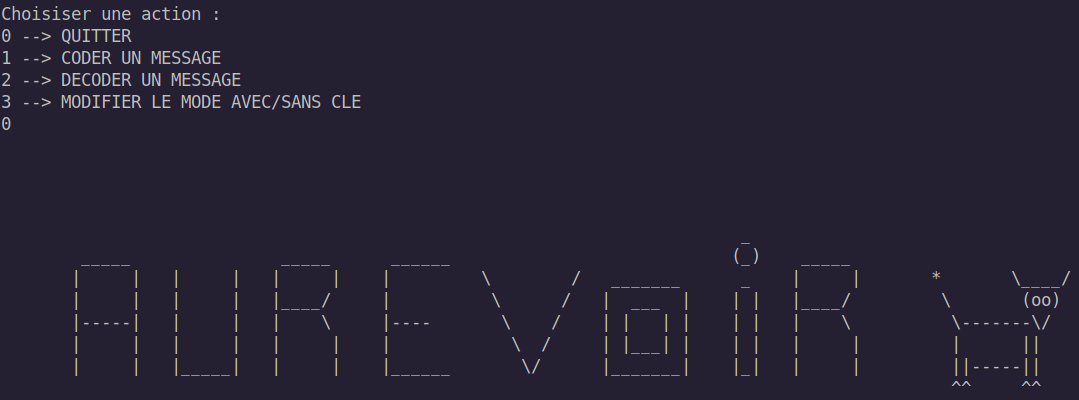 Choisiser une action :
0 --> QUITTER
1 --> CODER UN MESSAGE
2 --> DECODER UN MESSAGE
3 --> MODIFIER LE MODE AVEC/SANS CLE
0
AUREVoiR